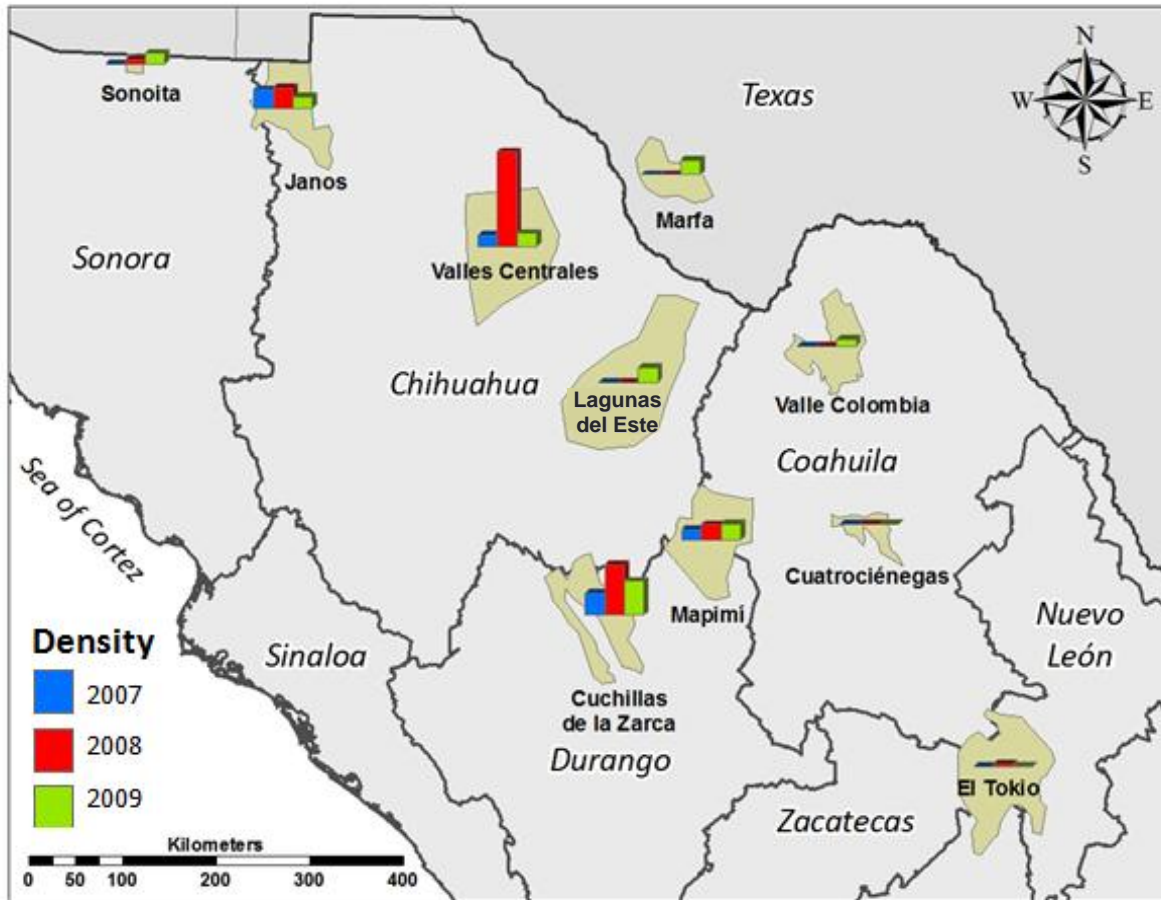 N
W E
S
Texas
Sonoita
Janos
Marfa
Sonora
Valles Centrales
Chihuahua
Lagunas
del Este
Valle Colombia
Coahuila
Sea of Cortez
Cuatrociénegas
Mapimí
Nuevo
León
Density
2007
2008
2009
Sinaloa
Cuchillas
de la Zarca
Durango
El Tokio
Zacatecas
Kilometers
0 50 100 200 300 400